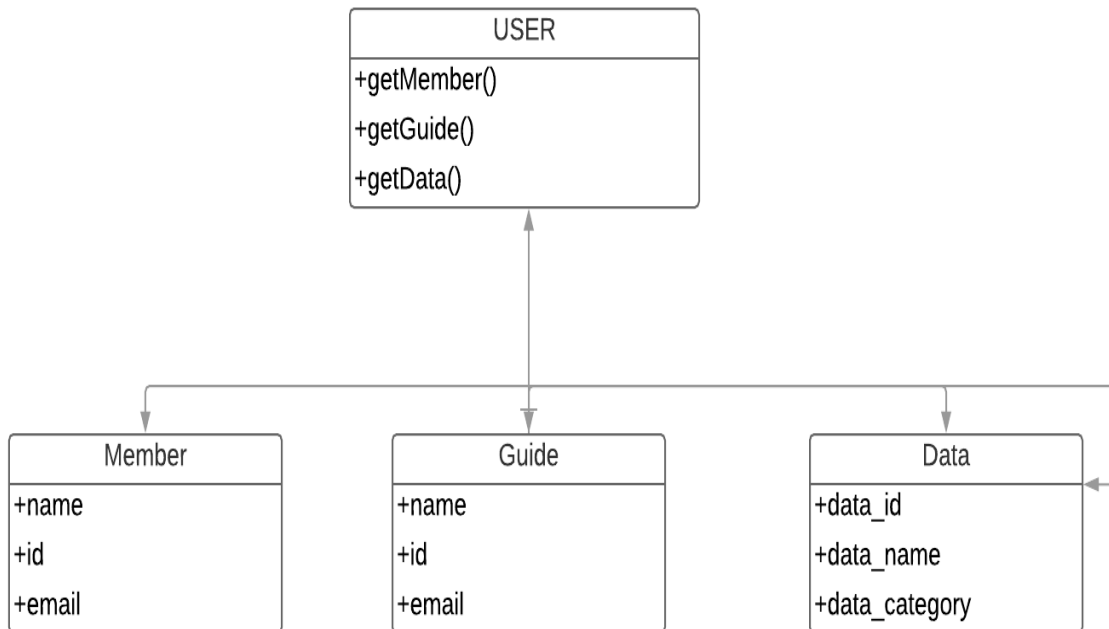 USER
+getMember()
+getGuide()
+getData()
Member
+name
+id
+email
Guide
+name
+id
+email
Data
+data_id
+data_name
+data_category